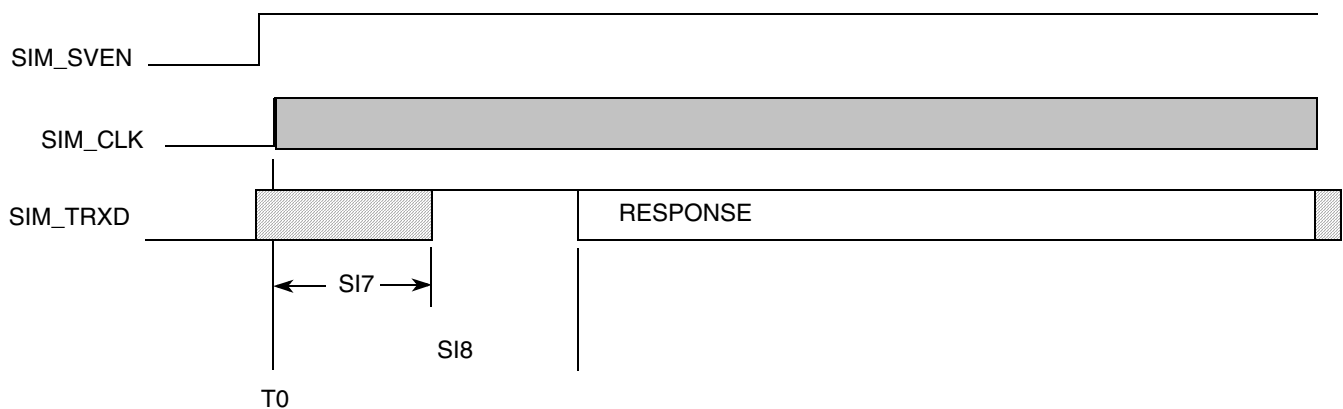 SIM_SVEN
SIM_CLK
SIM_TRXD
RESPONSE
SI7
SI8
T0